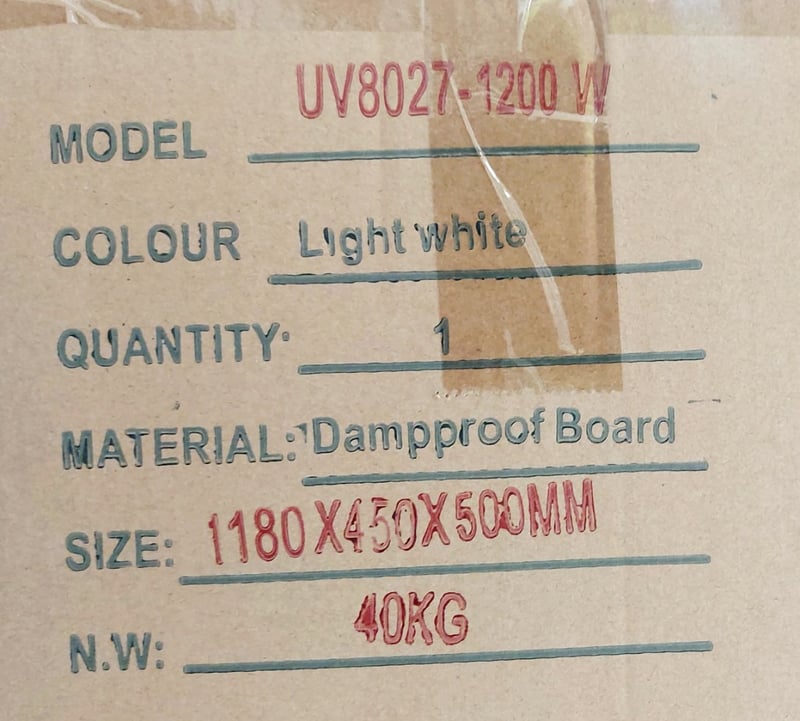 MODEL UV8027-1200 W
COLOUR Light white
QUANTITY: 1
MATERIAL: Dampproof Board
SIZE: 1180X450X500MM
N.W: 40KG